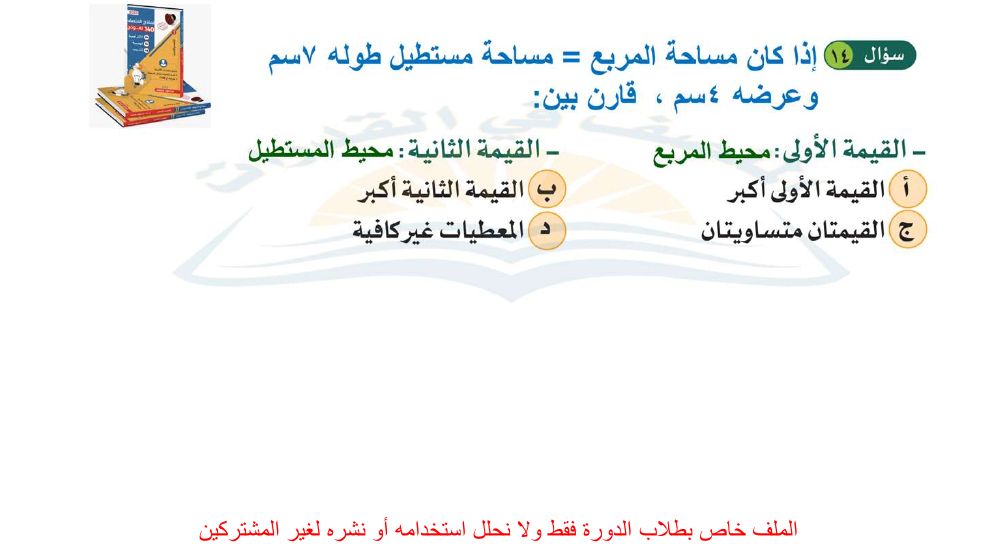 سؤال ١٤ إذا كان مساحة المربع = مساحة مستطيل طوله ٧سم
وعرضه ٤سم ، قارن بين:
– القيمة الأولى: محيط المربع – القيمة الثانية: محيط المستطيل
أ القيمة الأولى أكبر ب القيمة الثانية أكبر
ج القيمتان متساويتان د المعطيات غير كافية
الملف خاص بطلاب الدورة فقط ولا نحلل استخدامه أو نشره لغير المشتركين